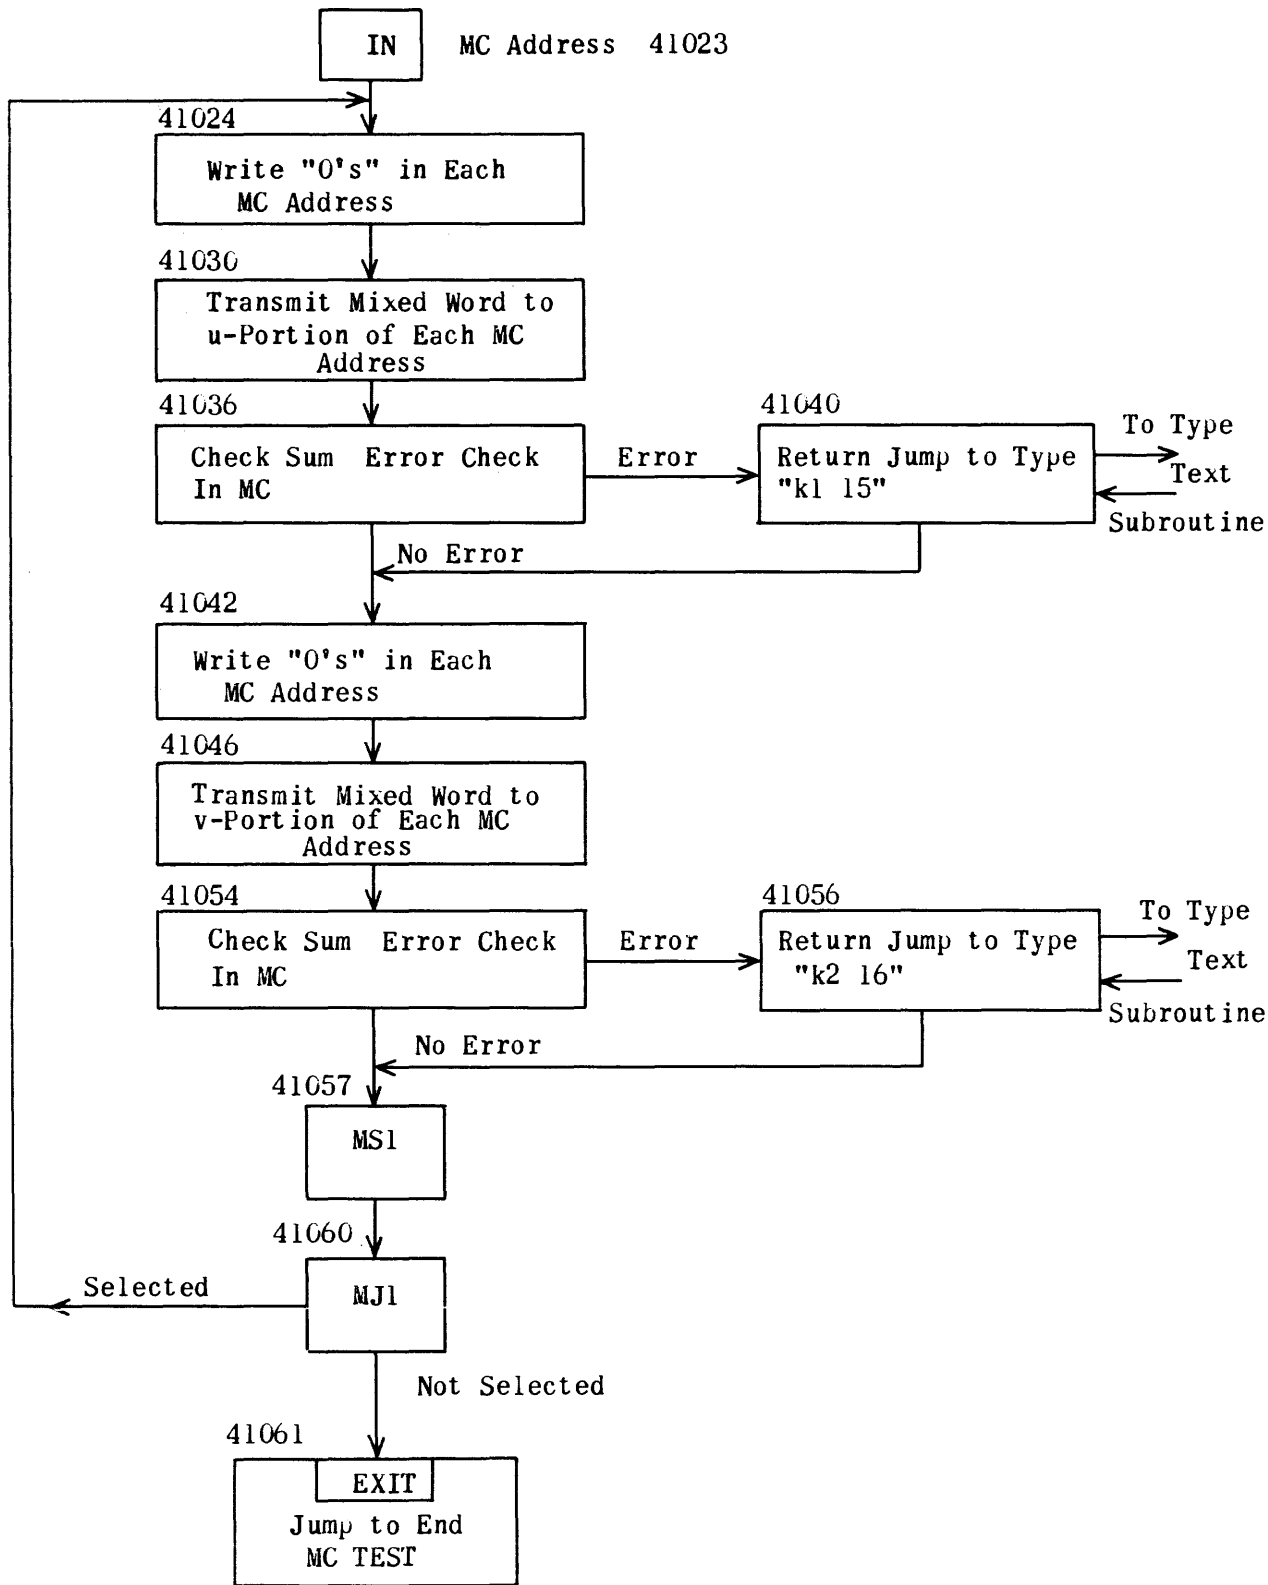 IN MC Address 41023
41024
Write "0's" in Each
MC Address
41030
Transmit Mixed Word to
u-Portion of Each MC
Address
41036
Check Sum Error Check
In MC
Error
41040
Return Jump to Type
"k1 15"
To Type
Text
Subroutine
No Error
41042
Write "0's" in Each
MC Address
41046
Transmit Mixed Word to
v-Portion of Each MC
Address
41054
Check Sum Error Check
In MC
Error
41056
Return Jump to Type
"k2 16"
To Type
Text
Subroutine
No Error
41057
MS1
41060
MJ1
Selected
Not Selected
41061
EXIT
Jump to End
MC TEST